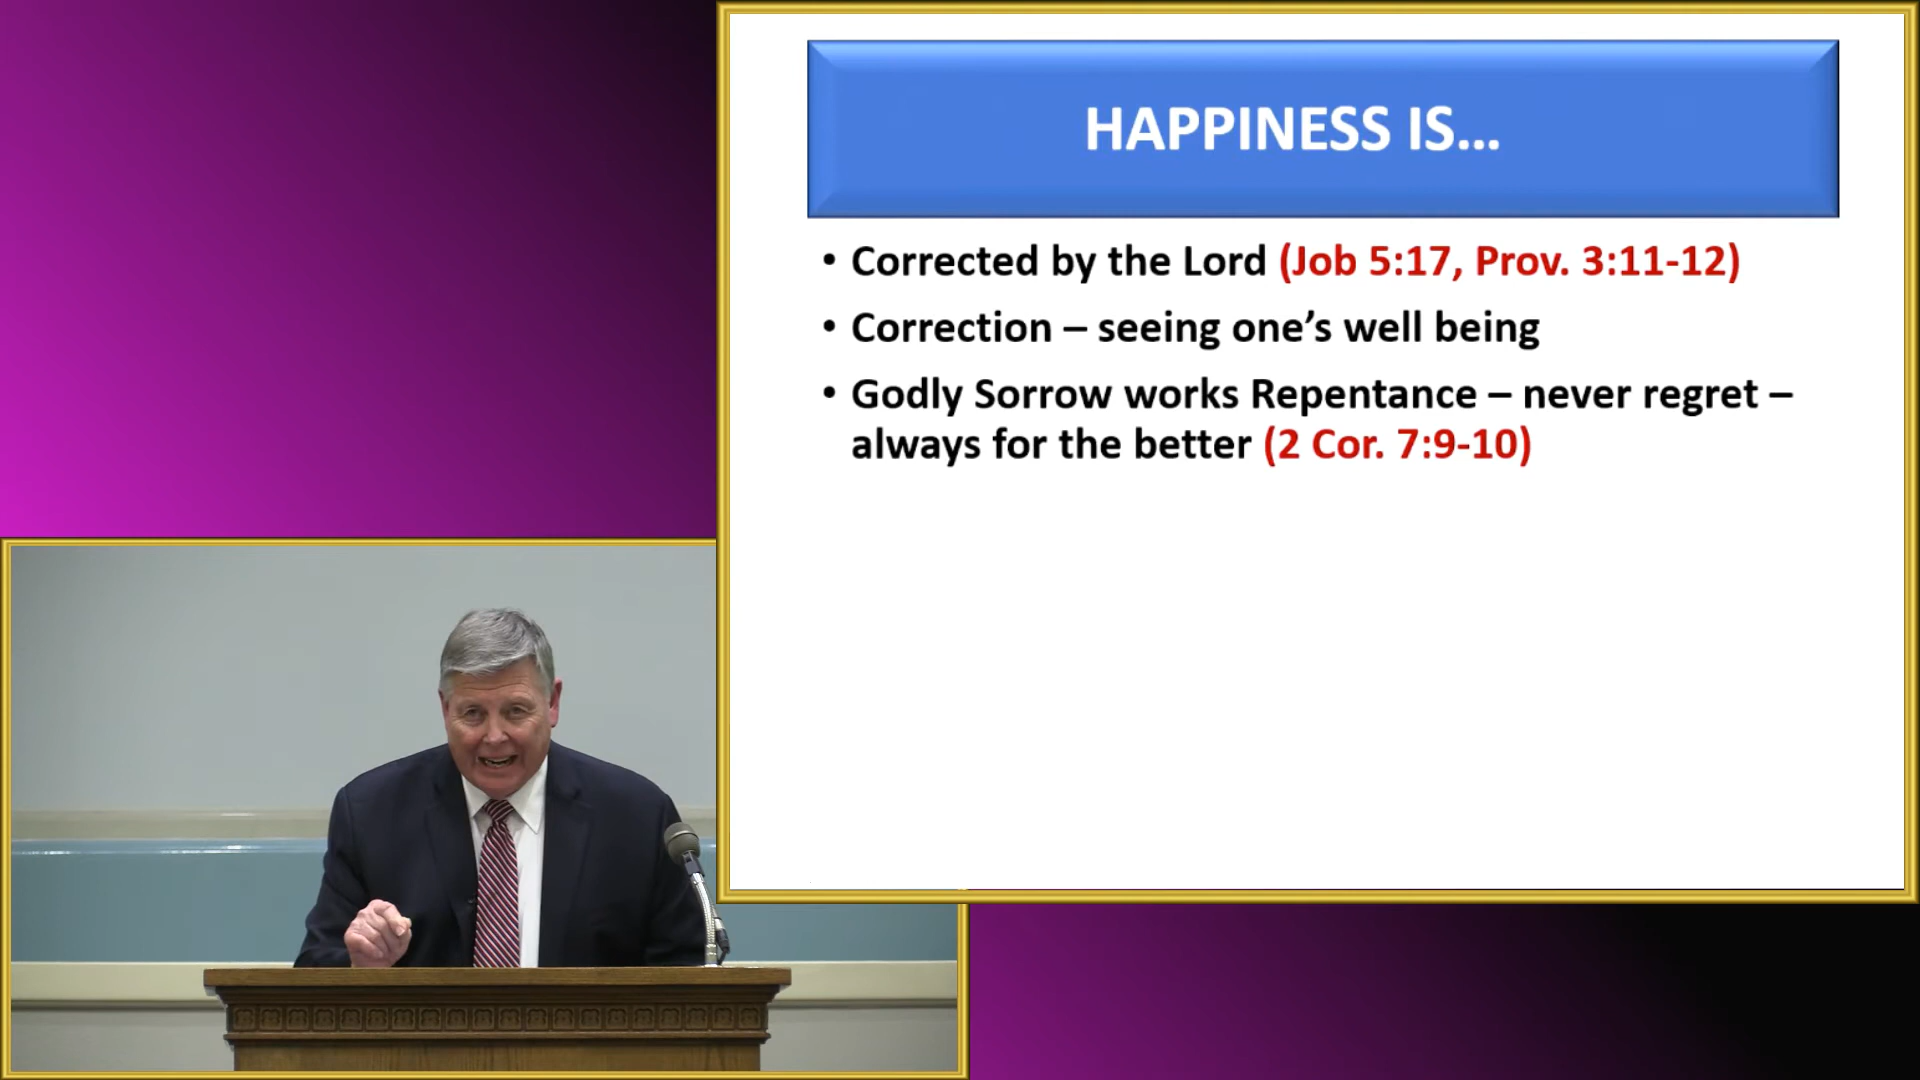 HAPPINESS IS...
• Corrected by the Lord (Job 5:17, Prov. 3:11-12)
• Correction – seeing one’s well being
• Godly Sorrow works Repentance – never regret –
always for the better (2 Cor. 7:9-10)